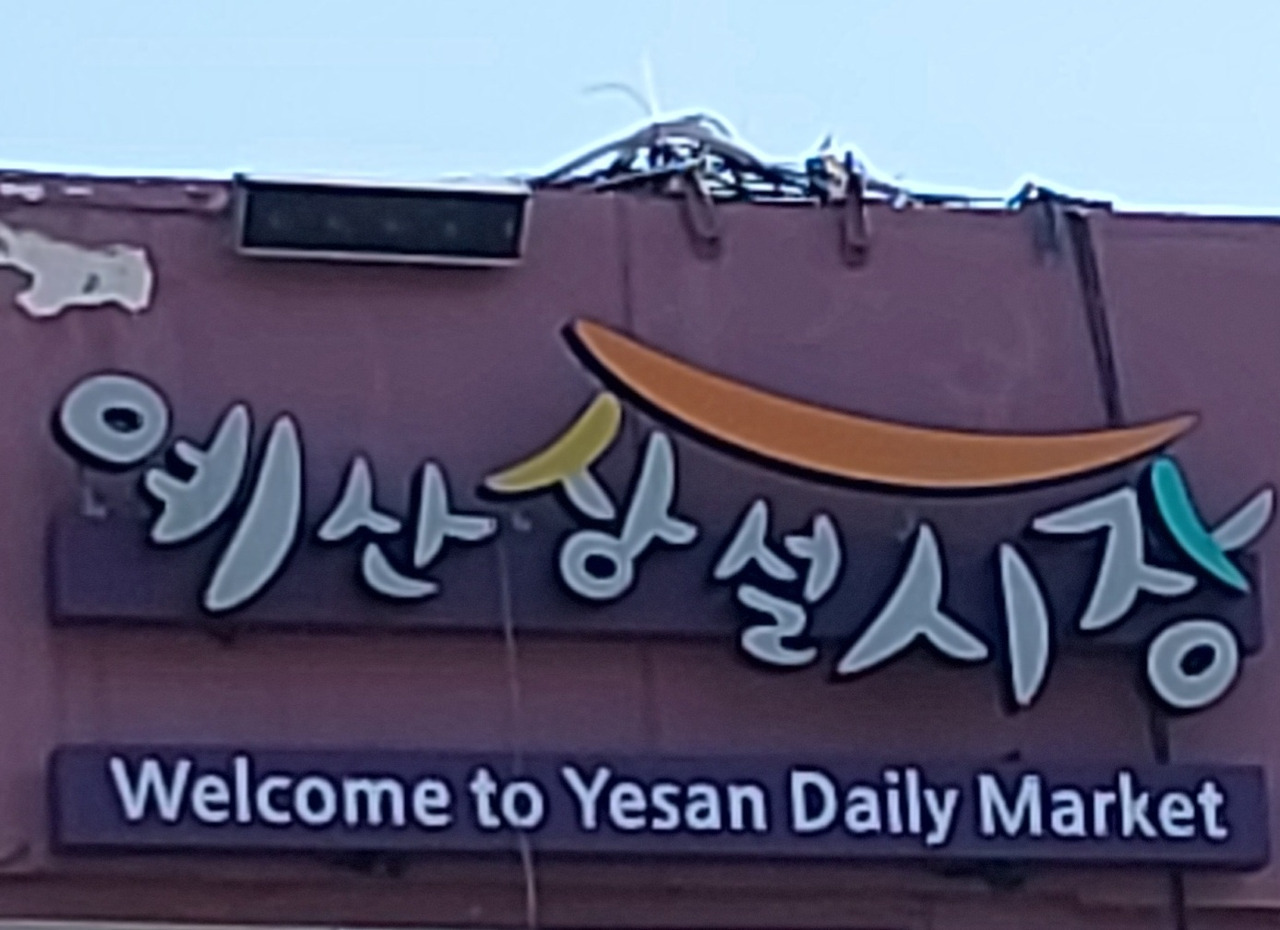 예산상설시장
Welcome to Yesan Daily Market